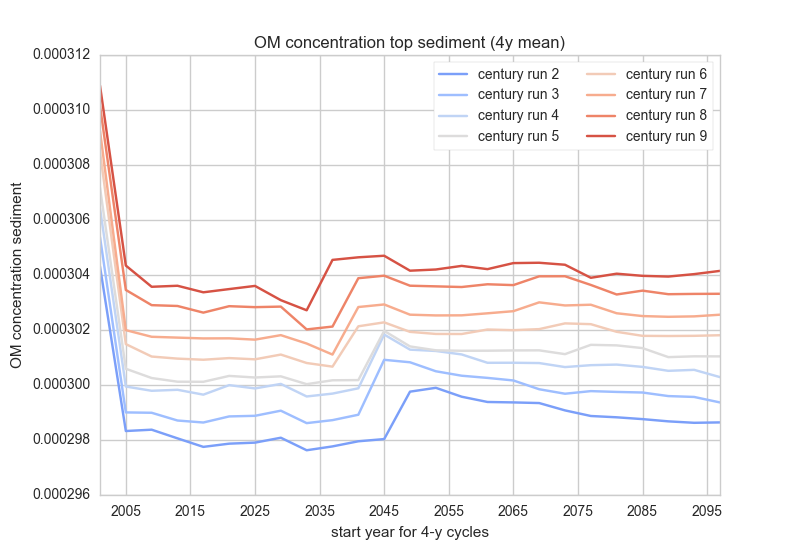 OM concentration top sediment (4y mean)
0.000312
0.000310
0.000308
0.000306
0.000304
0.000302
0.000300
0.000298
0.000296
OM concentration sediment
century run 2
century run 3
century run 4
century run 5
century run 6
century run 7
century run 8
century run 9
2005 2015 2025 2035 2045 2055 2065 2075 2085 2095
start year for 4-y cycles